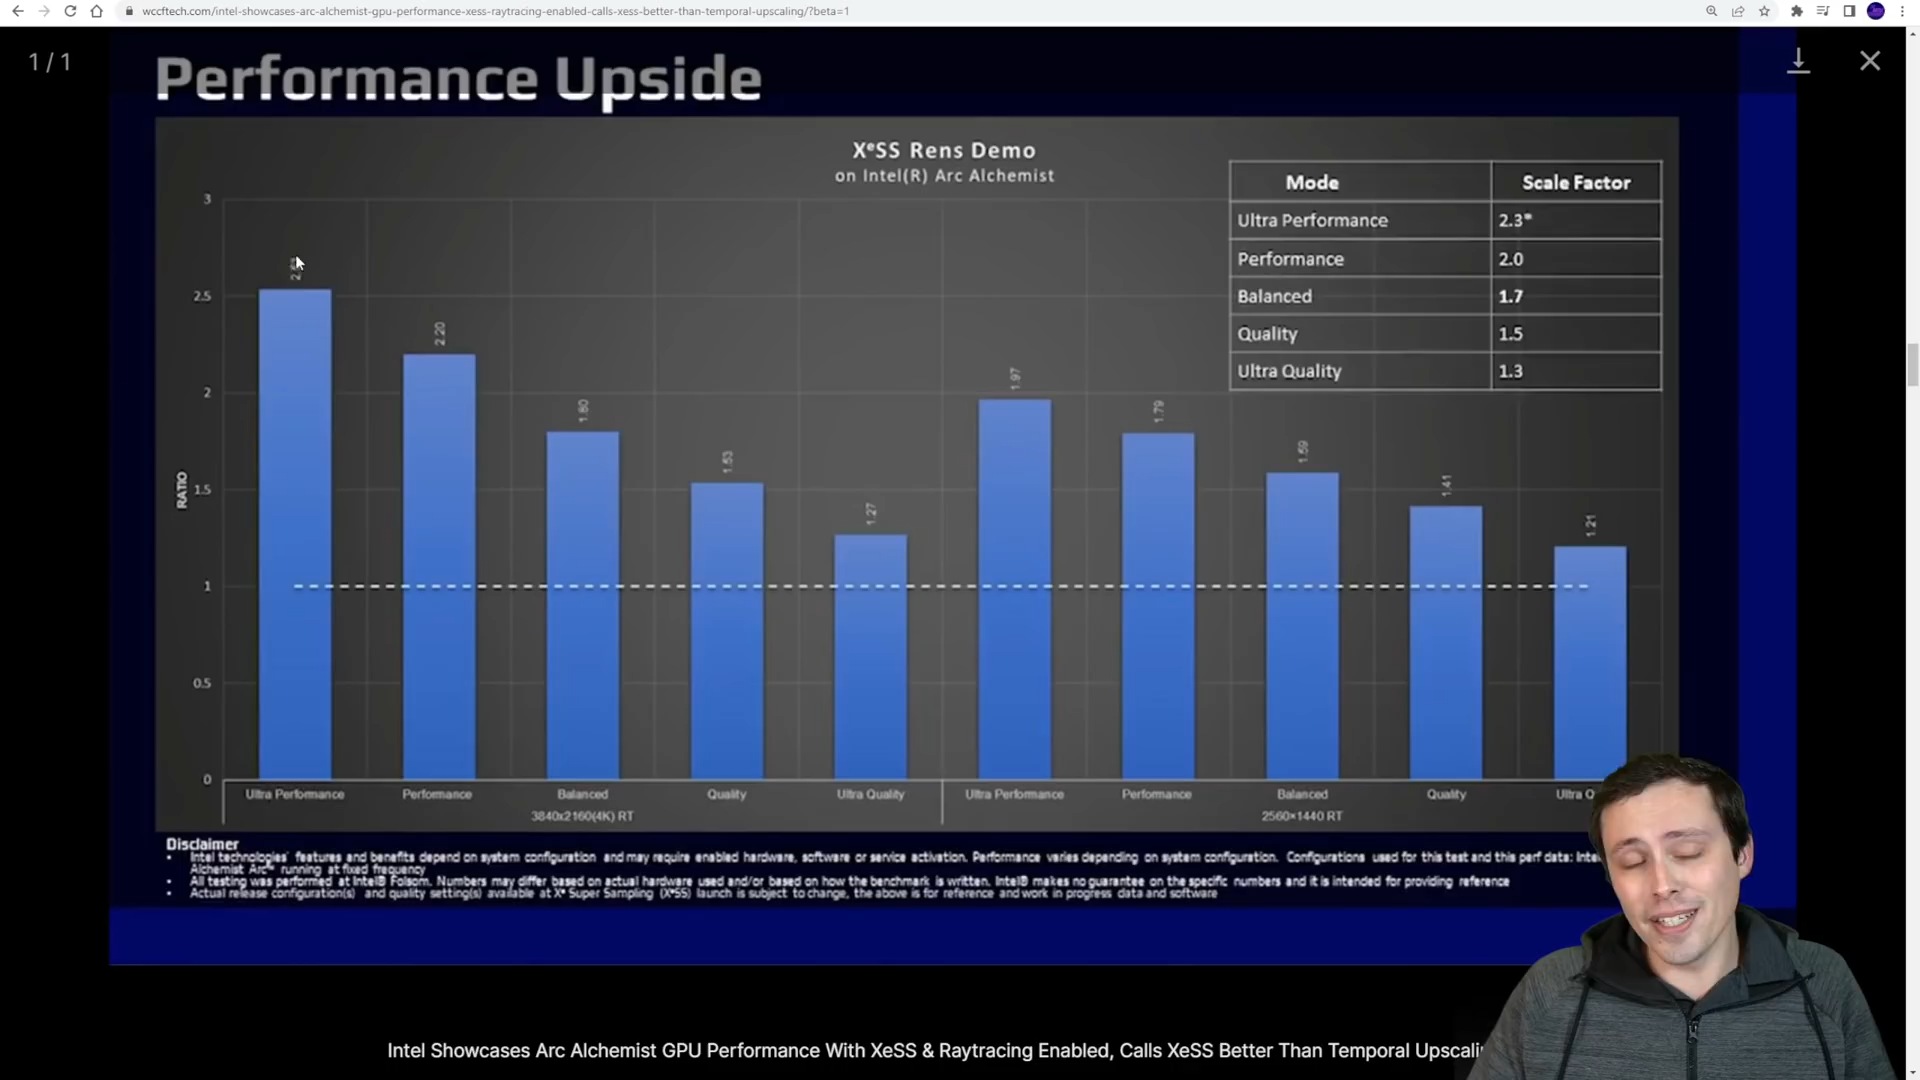 wccftech.com/intel-showcases-arc-alchemist-gpu-performance-xess-raytracing-enabled-calls-xess-better-than-temporal-upscaling/?beta=1
1 / 1
Performance Upside
XeSS Rens Demo
on Intel(R) Arc Alchemist
Mode Scale Factor
Ultra Performance 2.3*
Performance 2.0
Balanced 1.7
Quality 1.5
Ultra Quality 1.3
RATIO
3
2.5
2
1.5
1
0.5
0
2.20
1.80
1.53
1.27
1.97
1.79
1.59
1.41
1.21
Ultra Performance Performance Balanced Quality Ultra Quality Ultra Performance Performance Balanced Quality Ultra
3840x2160(4K) RT 2560x1440 RT
Disclaimer
• Intel technologies' features and benefits depend on system configuration and may require enabled hardware, software or service activation. Performance varies depending on system configuration. Configurations used for this test and this perf data:
Alchemist Arc™ running at fixed frequency
• All testing was performed at Intel® Folsom. Numbers may differ based on actual hardware used and/or based on how the benchmark is written. Intel® makes no guarantee on the specific numbers and it is intended for providing reference
• Actual release configuration(s) and quality setting(s) available at Xe Super Sampling (XeSS) launch is subject to change, the above is for reference and work in progress data and software
Intel Showcases Arc Alchemist GPU Performance With XeSS & Raytracing Enabled, Calls XeSS Better Than Temporal